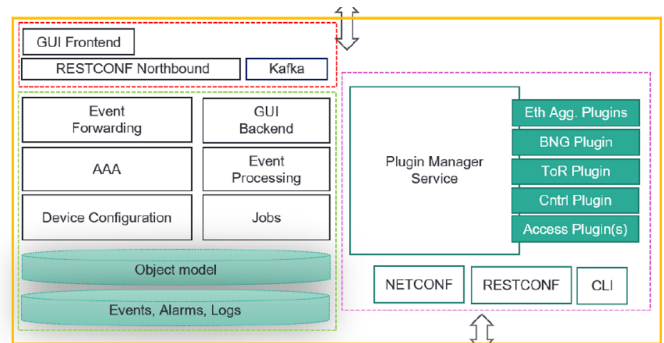 GUI Frontend
RESTCONF Northbound
Kafka
Event
Forwarding
GUI
Backend
AAA
Event
Processing
Device Configuration
Jobs
Object model
Events, Alarms, Logs
Plugin Manager
Service
Eth Agg. Plugins
BNG Plugin
ToR Plugin
Cntrl Plugin
Access Plugin(s)
NETCONF
RESTCONF
CLI